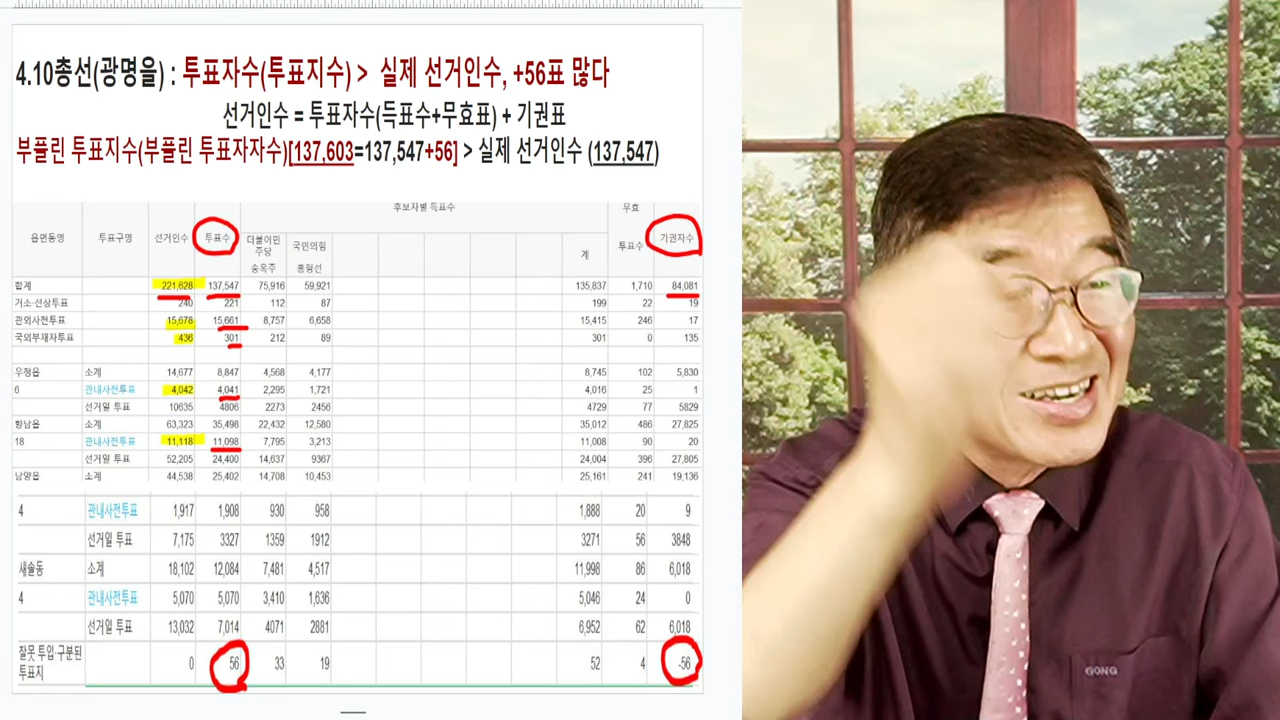 4.10총선(광명을) : 투표자수(투표지수) > 실제 선거인수, +56표 많다
선거인수 = 투표자수(득표수+무효표) + 기권표
부풀린 투표지수(부풀린 투표자자수)[137,603=137,547+56] > 실제 선거인수 (137,547)
후보자별 득표수
읍면동명 투표구명 선거인수 투표수 더불어민주당 송옥주 국민의힘 홍형선 계 무효 투표수 기권자수
합계 221,628 137,547 75,916 59,921 135,837 1,710 84,081
거소·선상투표 240 221 112 87 199 22 19
관외사전투표 15,678 15,661 8,757 6,658 15,415 246 17
국외부재자투표 436 301 212 89 301 0 135
우정읍 소계 14,677 8,847 4,568 4,177 8,745 102 5,830
6 관내사전투표 4,042 4,041 2,295 1,721 4,016 25 1
선거일 투표 10635 4806 2273 2456 4729 77 5829
향남읍 소계 63,323 35,498 22,432 12,580 35,012 486 27,825
18 관내사전투표 11,118 11,098 7,795 3,213 11,008 90 20
선거일 투표 52,205 24,400 14,637 9367 24,004 396 27,805
남양읍 소계 44,538 25,402 14,708 10,453 25,161 241 19,136
4 관내사전투표 1,917 1,908 930 958 1,888 20 9
선거일 투표 7,175 3327 1359 1912 3271 56 3848
새솔동 소계 18,102 12,084 7,481 4,517 11,998 86 6,018
4 관내사전투표 5,070 5,070 3,410 1,636 5,046 24 0
선거일 투표 13,032 7,014 4071 2881 6,952 62 6,018
잘못 투입·구분된 투표지 0 56 33 19 52 4 -56
GONG